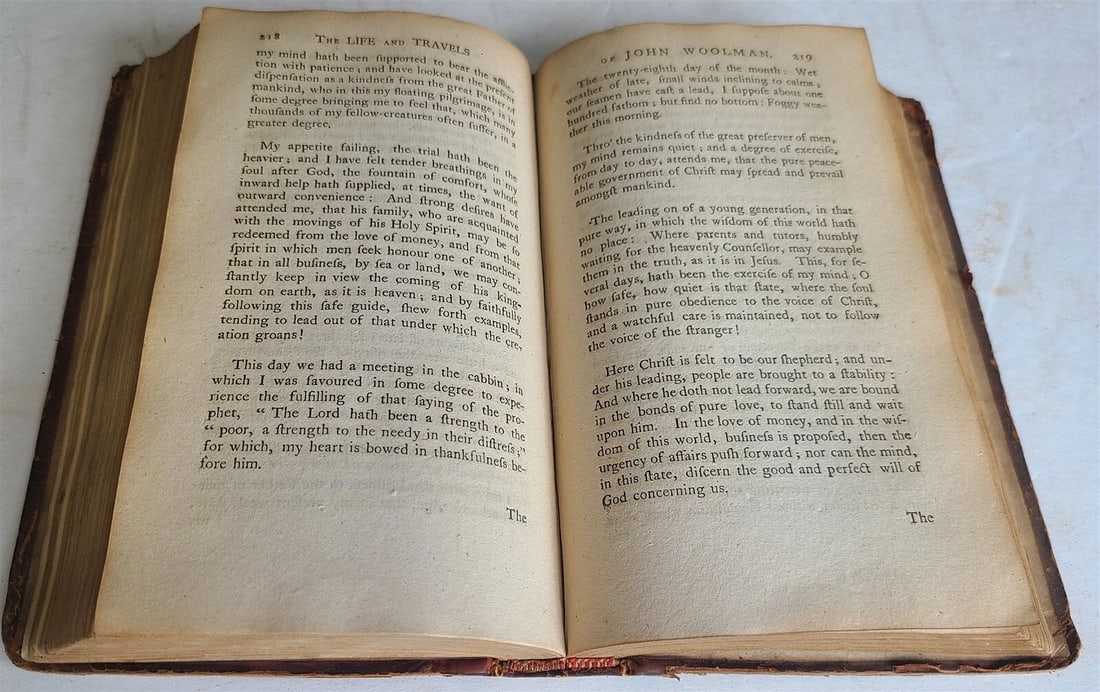 218 THE LIFE AND TRAVELS
my mind hath been ſupported to bear the afflic-
tion with patience; and have looked at the preſent
diſpenſation as a kindneſs from the great Father of
mankind, who in this my floating pilgrimage, is in
ſome degree bringing me to feel that, which many
thouſands of my fellow-creatures often ſuffer, in a
greater degree.
My appetite failing, the trial hath been the
heavier; and I have felt tender breathings in my
ſoul after God, the fountain of comfort, whoſe
inward help hath ſupplied, at times, the want of
outward convenience: And ſtrong deſires have
attended me, that his family, who are acquainted
with the movings of his Holy Spirit, may be ſo
redeemed from the love of money, and from that
ſpirit in which men ſeek honour one of another;
that in all buſineſs, by ſea or land, we may con-
ſtantly keep in view the coming of his king-
dom on earth, as it is heaven; and by faithfully
following this ſafe guide, ſhew forth examples,
tending to lead out of that under which the cre-
ation groans!
This day we had a meeting in the cabbin; in
which I was favoured in ſome degree to expe-
rience the fulfilling of that ſaying of the pro-
phet, “ The Lord hath been a ſtrength to the
“ poor, a ſtrength to the needy in their diſtreſs;”
for which, my heart is bowed in thankfulneſs be-
fore him.
The
OF JOHN WOOLMAN. 219
The twenty-eighth day of the month: Wet
weather of late, ſmall winds inclining to calms;
our ſeamen have caſt a lead, I ſuppoſe about one
hundred fathom; but find no bottom: Foggy wea-
ther this morning.
Thro' the kindneſs of the great preſerver of men,
my mind remains quiet; and a degree of exerciſe,
from day to day, attends me, that the pure peace-
able government of Chriſt may ſpread and prevail
amongſt mankind.
The leading on of a young generation, in that
pure way, in which the wiſdom of this world hath
no place: Where parents and tutors, humbly
waiting for the heavenly Counſellor, may example
them in the truth, as it is in Jeſus. This, for ſe-
veral days, hath been the exerciſe of my mind; O
how ſafe, how quiet is that ſtate, where the ſoul
ſtands in pure obedience to the voice of Chriſt,
and a watchful care is maintained, not to follow
the voice of the ſtranger!
Here Chriſt is felt to be our ſhepherd; and un-
der his leading, people are brought to a ſtability:
And where he doth not lead forward, we are bound
in the bonds of pure love, to ſtand ſtill and wait
upon him. In the love of money, and in the wiſ-
dom of this world, buſineſs is propoſed, then the
urgency of affairs puſh forward; nor can the mind,
in this ſtate, diſcern the good and perfect will of
God concerning us.
The